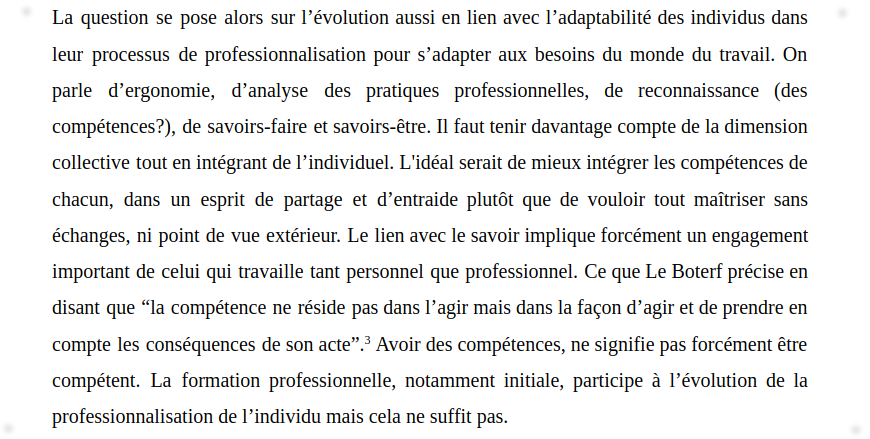 La question se pose alors sur l’évolution aussi en lien avec l’adaptabilité des individus dans
leur processus de professionnalisation pour s’adapter aux besoins du monde du travail. On
parle d’ergonomie, d’analyse des pratiques professionnelles, de reconnaissance (des
compétences?), de savoirs-faire et savoirs-être. Il faut tenir davantage compte de la dimension
collective tout en intégrant de l’individuel. L'idéal serait de mieux intégrer les compétences de
chacun, dans un esprit de partage et d’entraide plutôt que de vouloir tout maîtriser sans
échanges, ni point de vue extérieur. Le lien avec le savoir implique forcément un engagement
important de celui qui travaille tant personnel que professionnel. Ce que Le Boterf précise en
disant que “la compétence ne réside pas dans l’agir mais dans la façon d’agir et de prendre en
compte les conséquences de son acte”.³ Avoir des compétences, ne signifie pas forcément être
compétent. La formation professionnelle, notamment initiale, participe à l’évolution de la
professionnalisation de l’individu mais cela ne suffit pas.